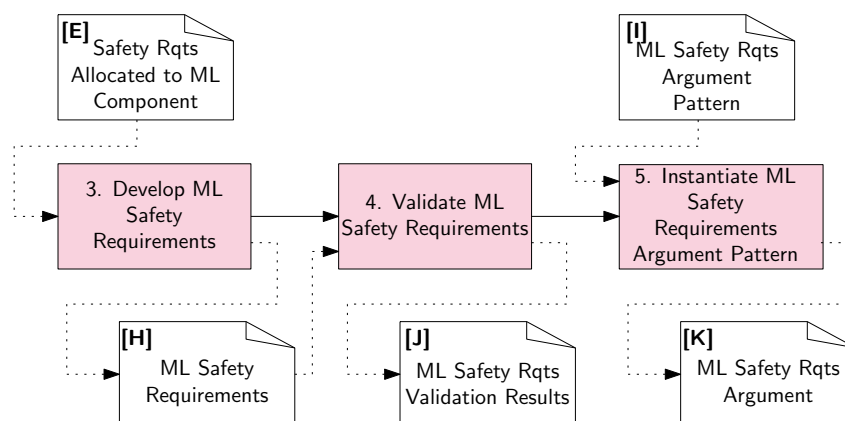 [E]
Safety Rqts
Allocated to ML
Component
[I]
ML Safety Rqts
Argument
Pattern
3. Develop ML
Safety
Requirements
4. Validate ML
Safety Requirements
5. Instantiate ML
Safety
Requirements
Argument Pattern
[H]
ML Safety
Requirements
[J]
ML Safety Rqts
Validation Results
[K]
ML Safety Rqts
Argument